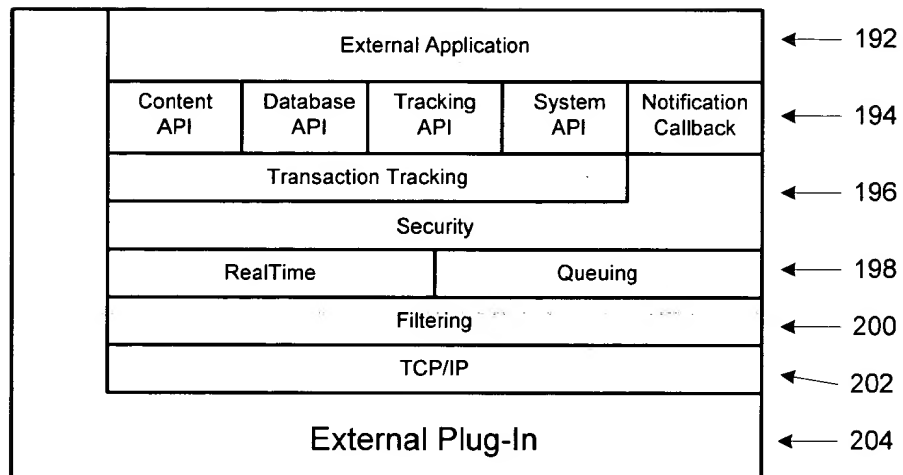 External Application
192
Content API
Database API
Tracking API
System API
Notification Callback
194
Transaction Tracking
196
Security
RealTime
Queuing
198
Filtering
200
TCP/IP
202
External Plug-In
204